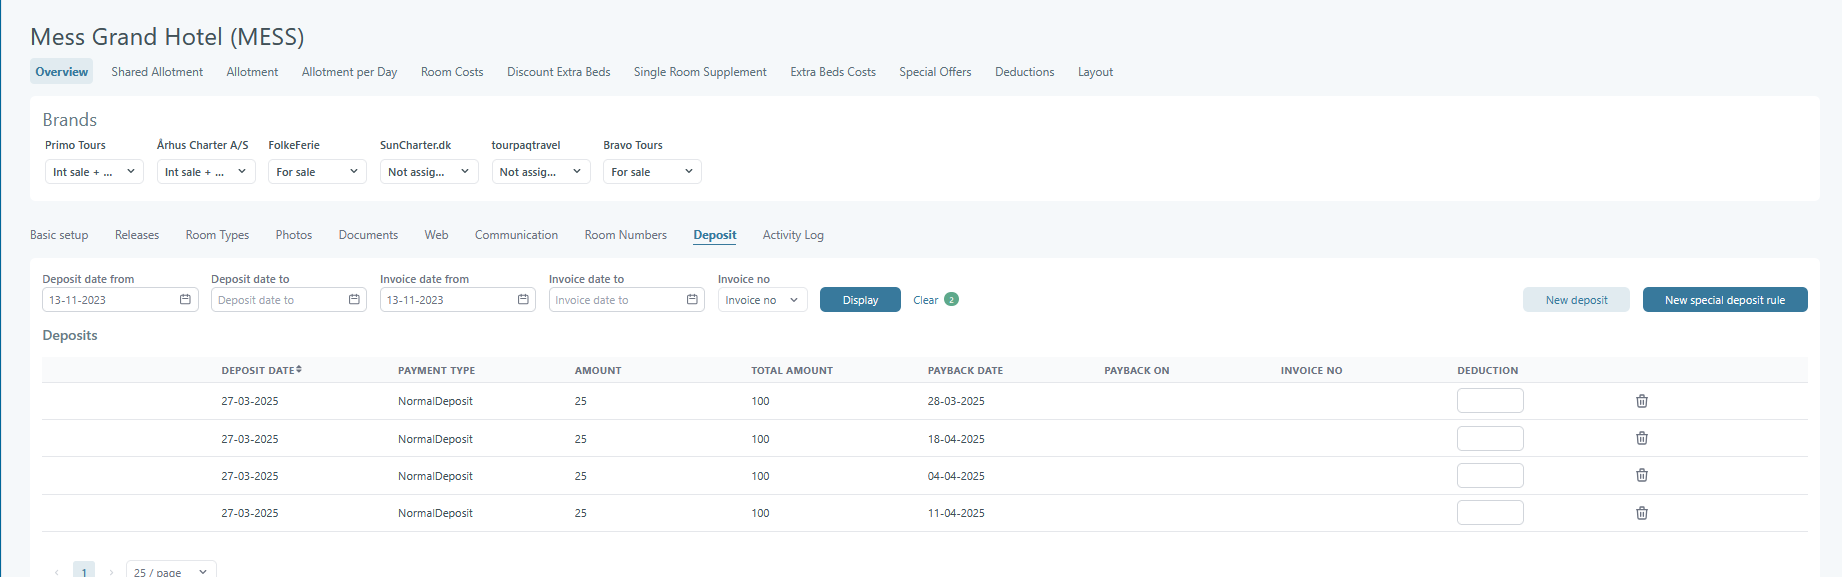 Mess Grand Hotel (MESS)
Overview Shared Allotment Allotment Allotment per Day Room Costs Discount Extra Beds Single Room Supplement Extra Beds Costs Special Offers Deductions Layout
Brands
Primo Tours Århus Charter A/S FolkeFerie SunCharter.dk tourpaqtravel Bravo Tours
Int sale + ... Int sale + ... For sale Not assig... Not assig... For sale
Basic setup Releases Room Types Photos Documents Web Communication Room Numbers Deposit Activity Log
Deposit date from Deposit date to Invoice date from Invoice date to Invoice no
13-11-2023 Deposit date to 13-11-2023 Invoice date to Invoice no Display Clear 2 New deposit New special deposit rule
Deposits
DEPOSIT DATE PAYMENT TYPE AMOUNT TOTAL AMOUNT PAYBACK DATE PAYBACK ON INVOICE NO DEDUCTION
27-03-2025 NormalDeposit 25 100 28-03-2025
27-03-2025 NormalDeposit 25 100 18-04-2025
27-03-2025 NormalDeposit 25 100 04-04-2025
27-03-2025 NormalDeposit 25 100 11-04-2025
1 25 / page